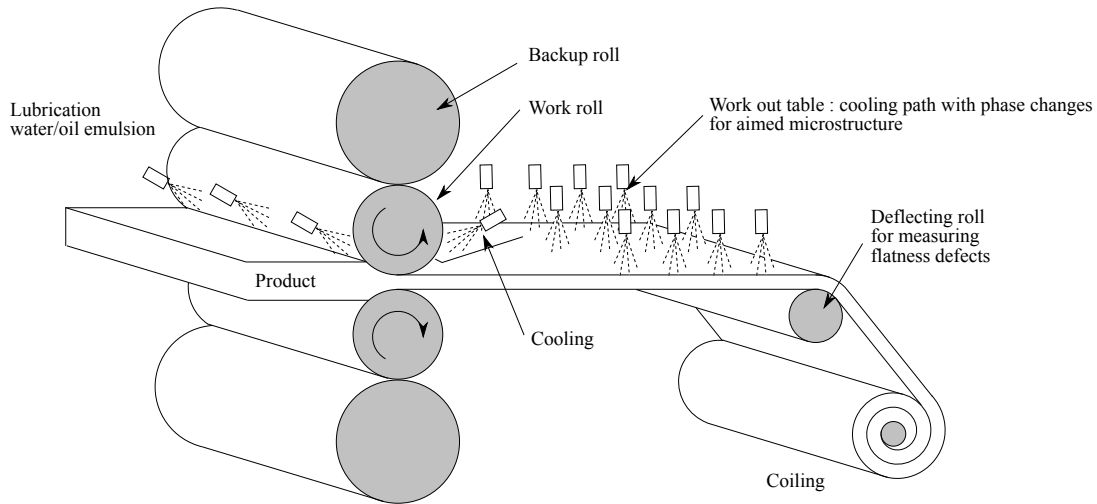 Backup roll
Lubrication
water/oil emulsion
Work roll
Work out table : cooling path with phase changes
for aimed microstructure
Deflecting roll
for measuring
flatness defects
Product
Cooling
Coiling